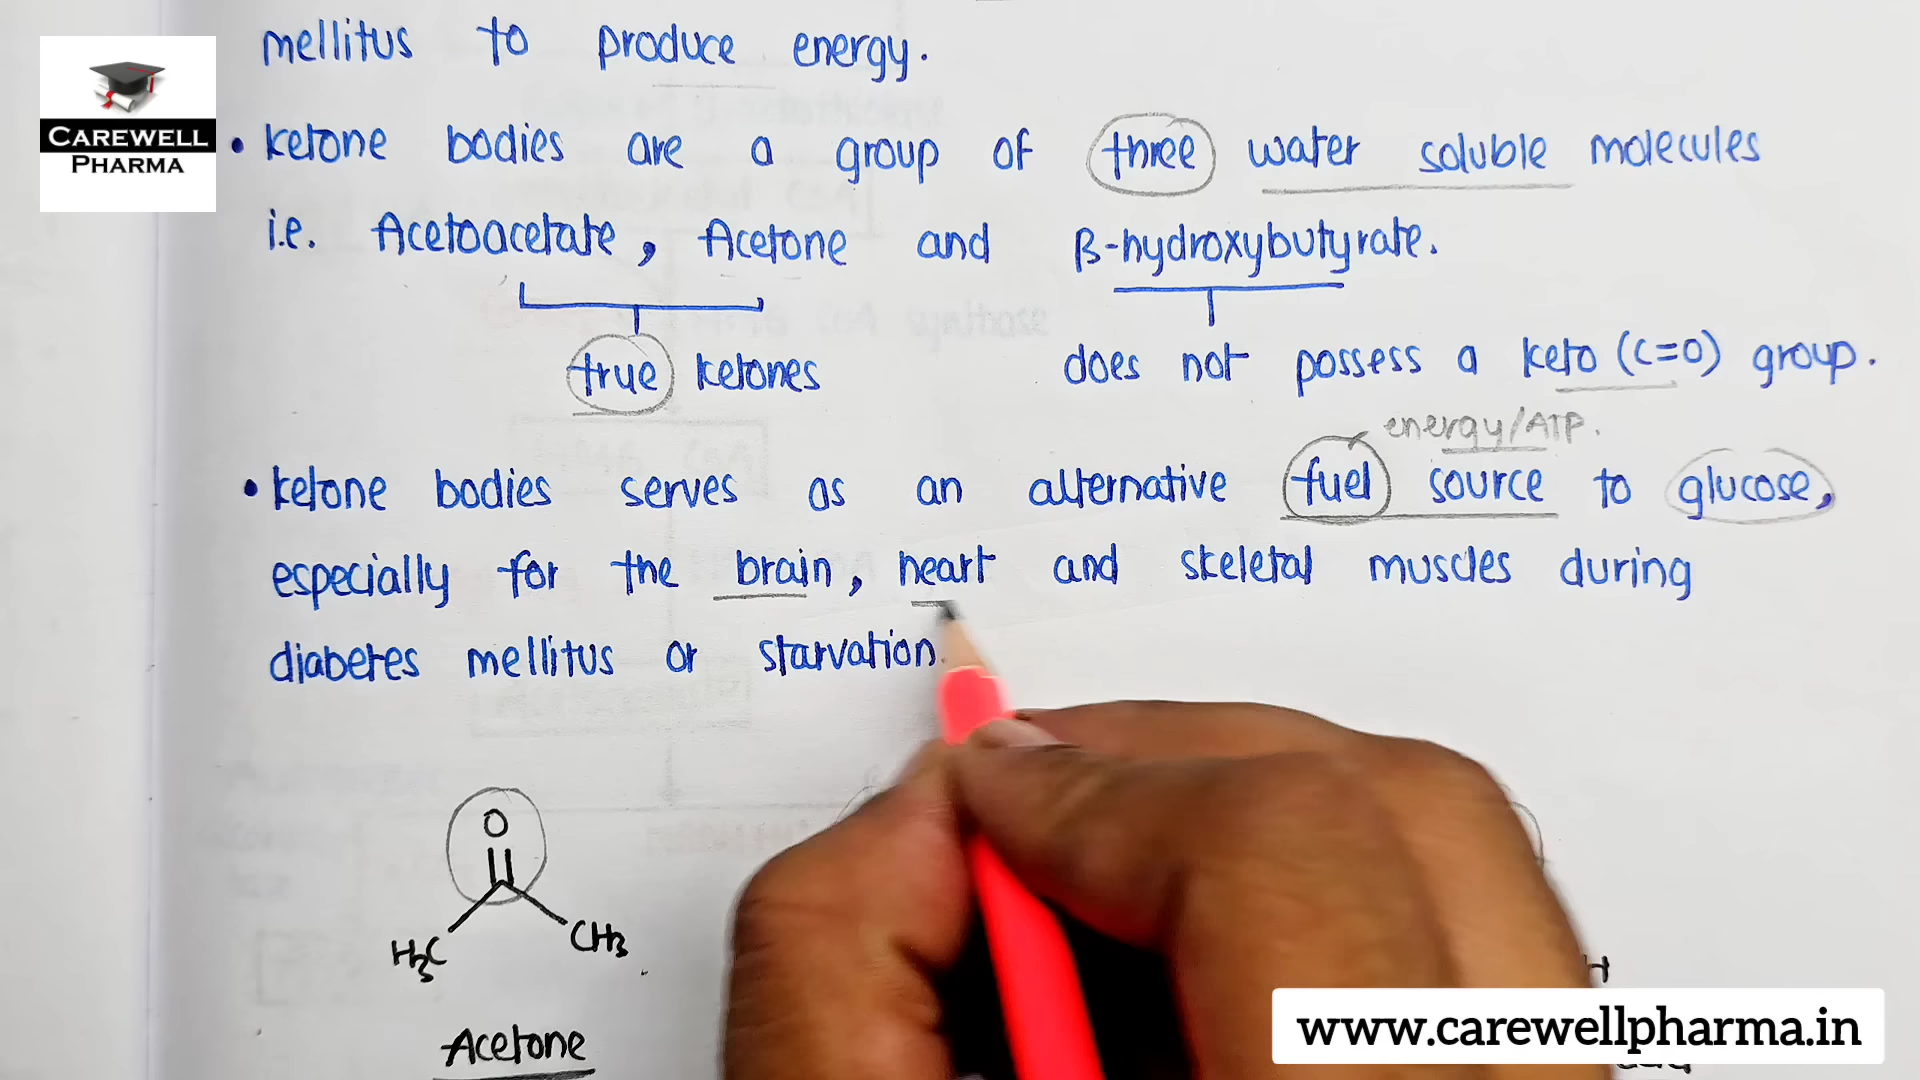 mellitus to produce energy.
CAREWELL
PHARMA
• ketone bodies are a group of three water soluble molecules
i.e. Acetoacetate, Acetone and β-hydroxybutyrate.
true ketones
does not possess a keto (C=O) group.
energy/ATP.
• ketone bodies serves as an alternative fuel source to glucose,
especially for the brain, heart and skeletal muscles during
diabetes mellitus or starvation.
O
H3C
CH3
H
Acetone
www.carewellpharma.in